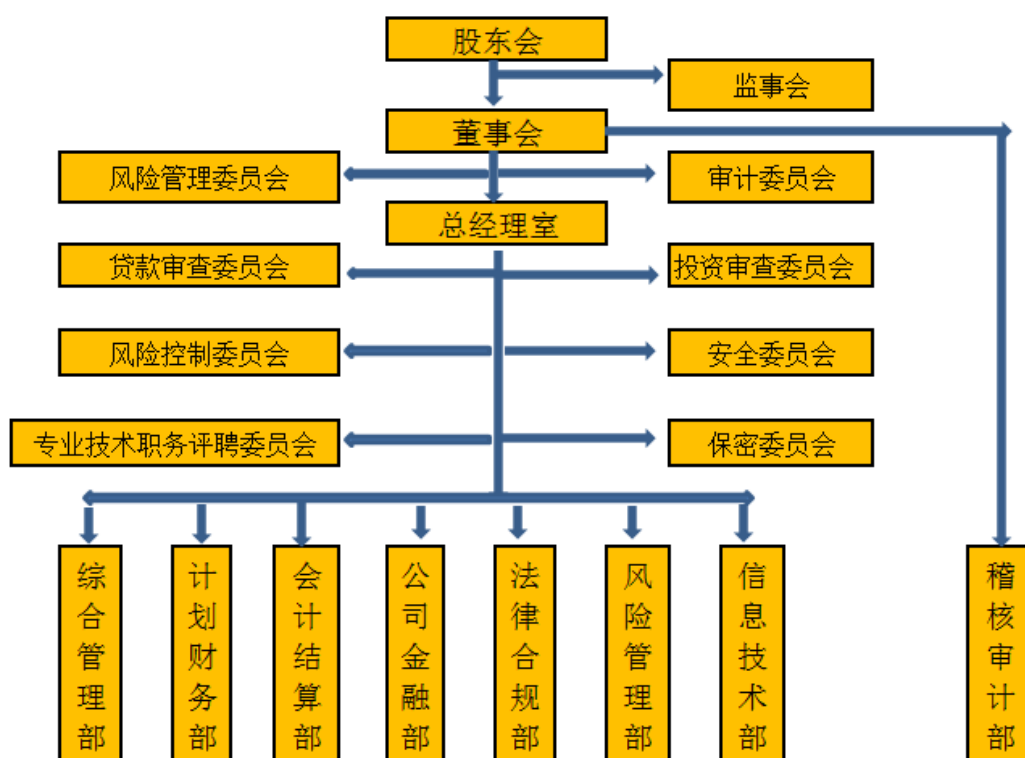 股东会
监事会
董事会
风险管理委员会
审计委员会
总经理室
贷款审查委员会
投资审查委员会
风险控制委员会
安全委员会
专业技术职务评聘委员会
保密委员会
综合管理部
计划财务部
会计结算部
公司金融部
法律合规部
风险管理部
信息技术部
稽核审计部